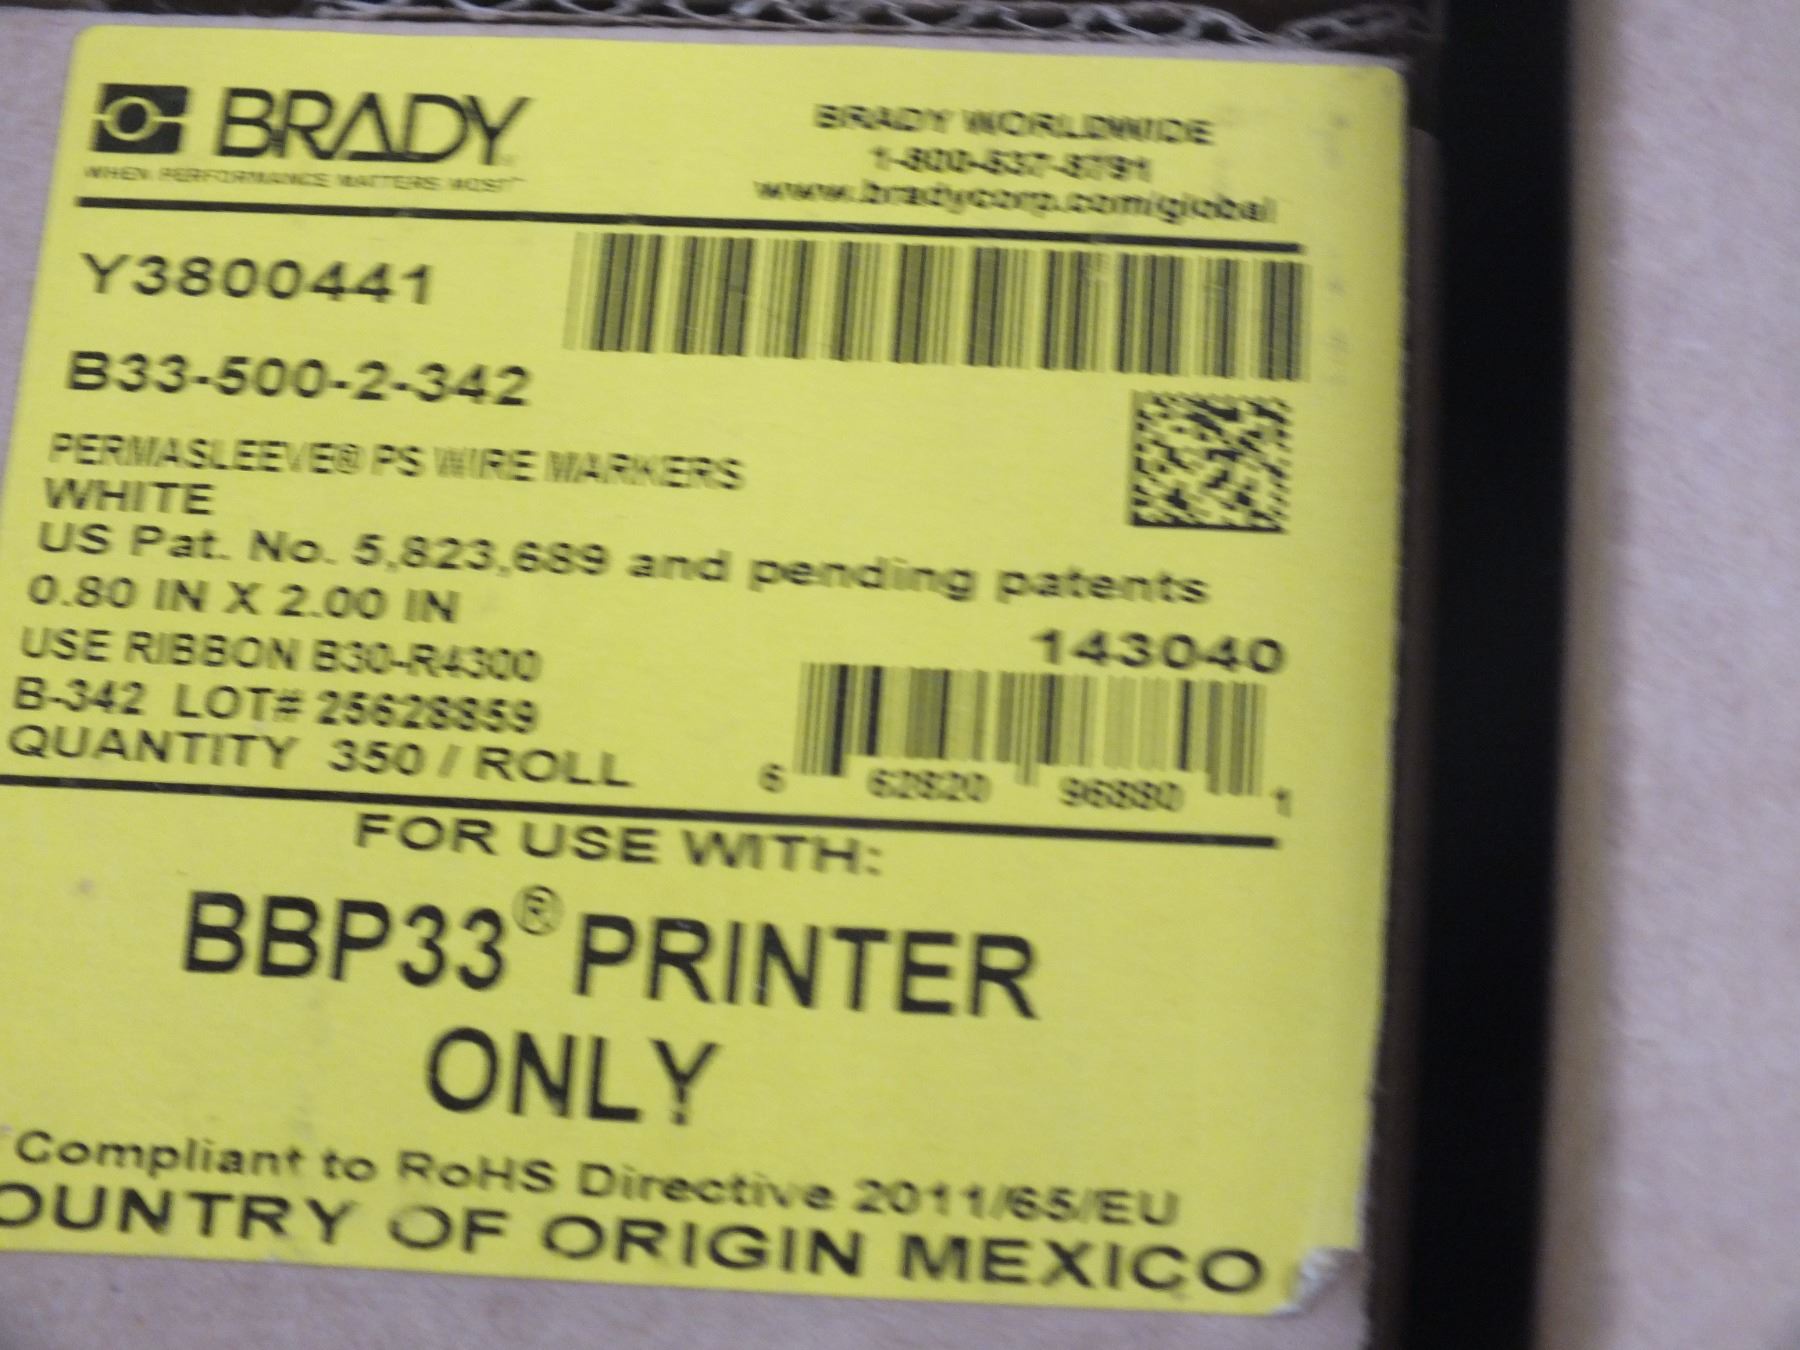 BRADY
WHEN PERFORMANCE MATTERS MOST™
BRADY WORLDWIDE
1-800-537-8791
www.bradycorp.com/global
Y3800441
B33-500-2-342
PERMASLEEVE® PS WIRE MARKERS
WHITE
US Pat. No. 5,823,689 and pending patents
0.80 IN X 2.00 IN
USE RIBBON B30-R4300
B-342 LOT# 25628859
QUANTITY 350 / ROLL
143040
6 62820 96880 1
FOR USE WITH:
BBP33® PRINTER
ONLY
Compliant to RoHS Directive 2011/65/EU
OUNTRY OF ORIGIN MEXICO